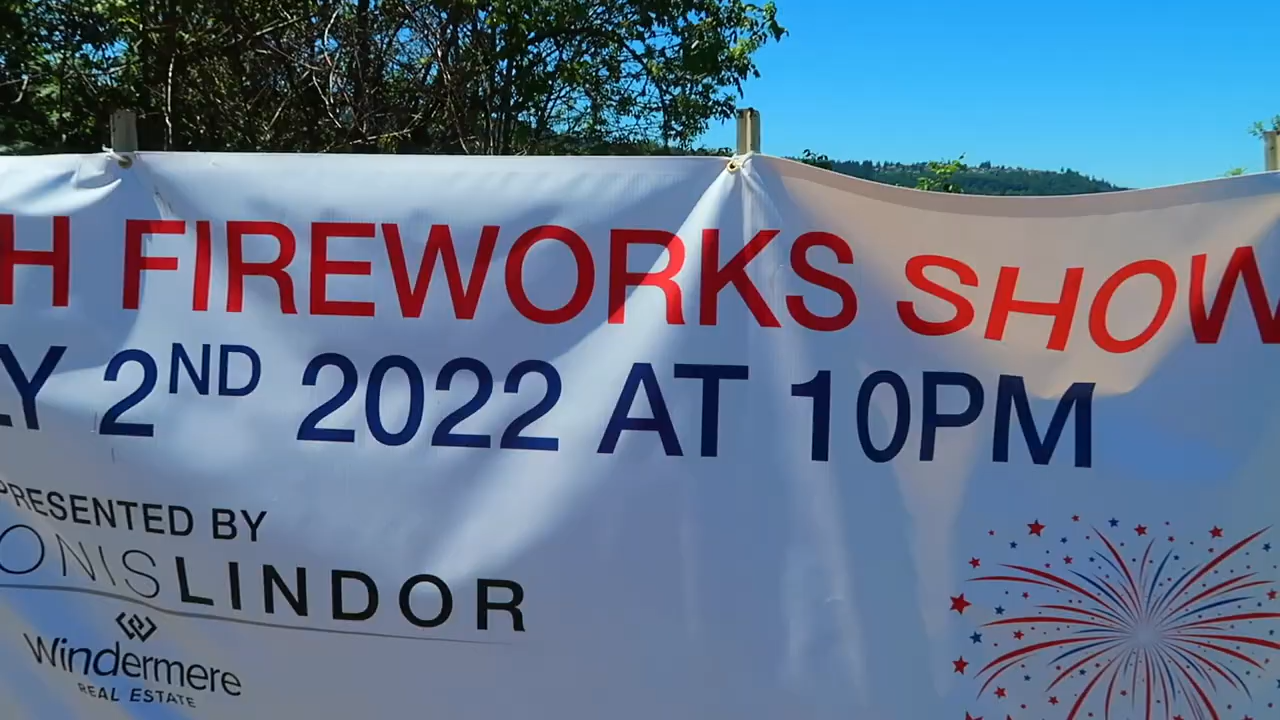 H FIREWORKS SHOW
LY 2ND 2022 AT 10PM
PRESENTED BY
ONISLINDOR
Windermere
REAL ESTATE